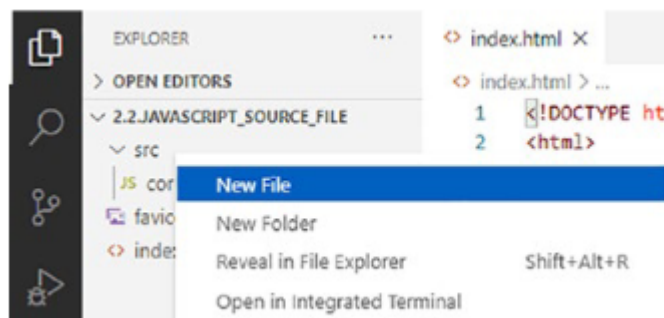 EXPLORER ...
index.html ×
> OPEN EDITORS
index.html > ...
2.2.JAVASCRIPT_SOURCE_FILE
1 <!DOCTYPE ht
2 <html>
src
JS cor
New File
favic
New Folder
inde
Reveal in File Explorer Shift+Alt+R
Open in Integrated Terminal